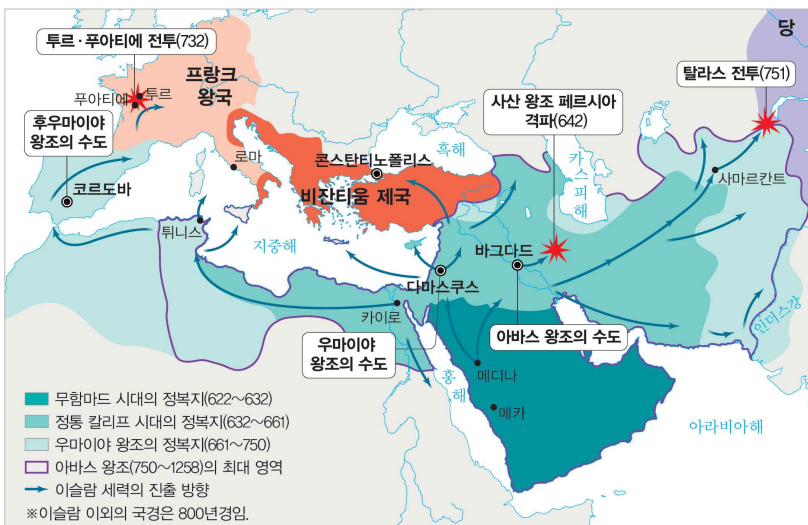 당
투르·푸아티에 전투(732)
프랑크
왕국
탈라스 전투(751)
푸아티에
투르
사산 왕조 페르시아
격파(642)
후우마이야
왕조의 수도
흑해
로마
콘스탄티노폴리스
카
스
피
해
코르도바
비잔티움 제국
사마르칸트
튀니스
지중해
바그다드
다마스쿠스
인더스강
카이로
우마이야
왕조의 수도
아바스 왕조의 수도
홍
해
메디나
메카
아라비아해
무함마드 시대의 정복지(622~632)
정통 칼리프 시대의 정복지(632~661)
우마이야 왕조의 정복지(661~750)
아바스 왕조(750~1258)의 최대 영역
이슬람 세력의 진출 방향
※이슬람 이외의 국경은 800년경임.